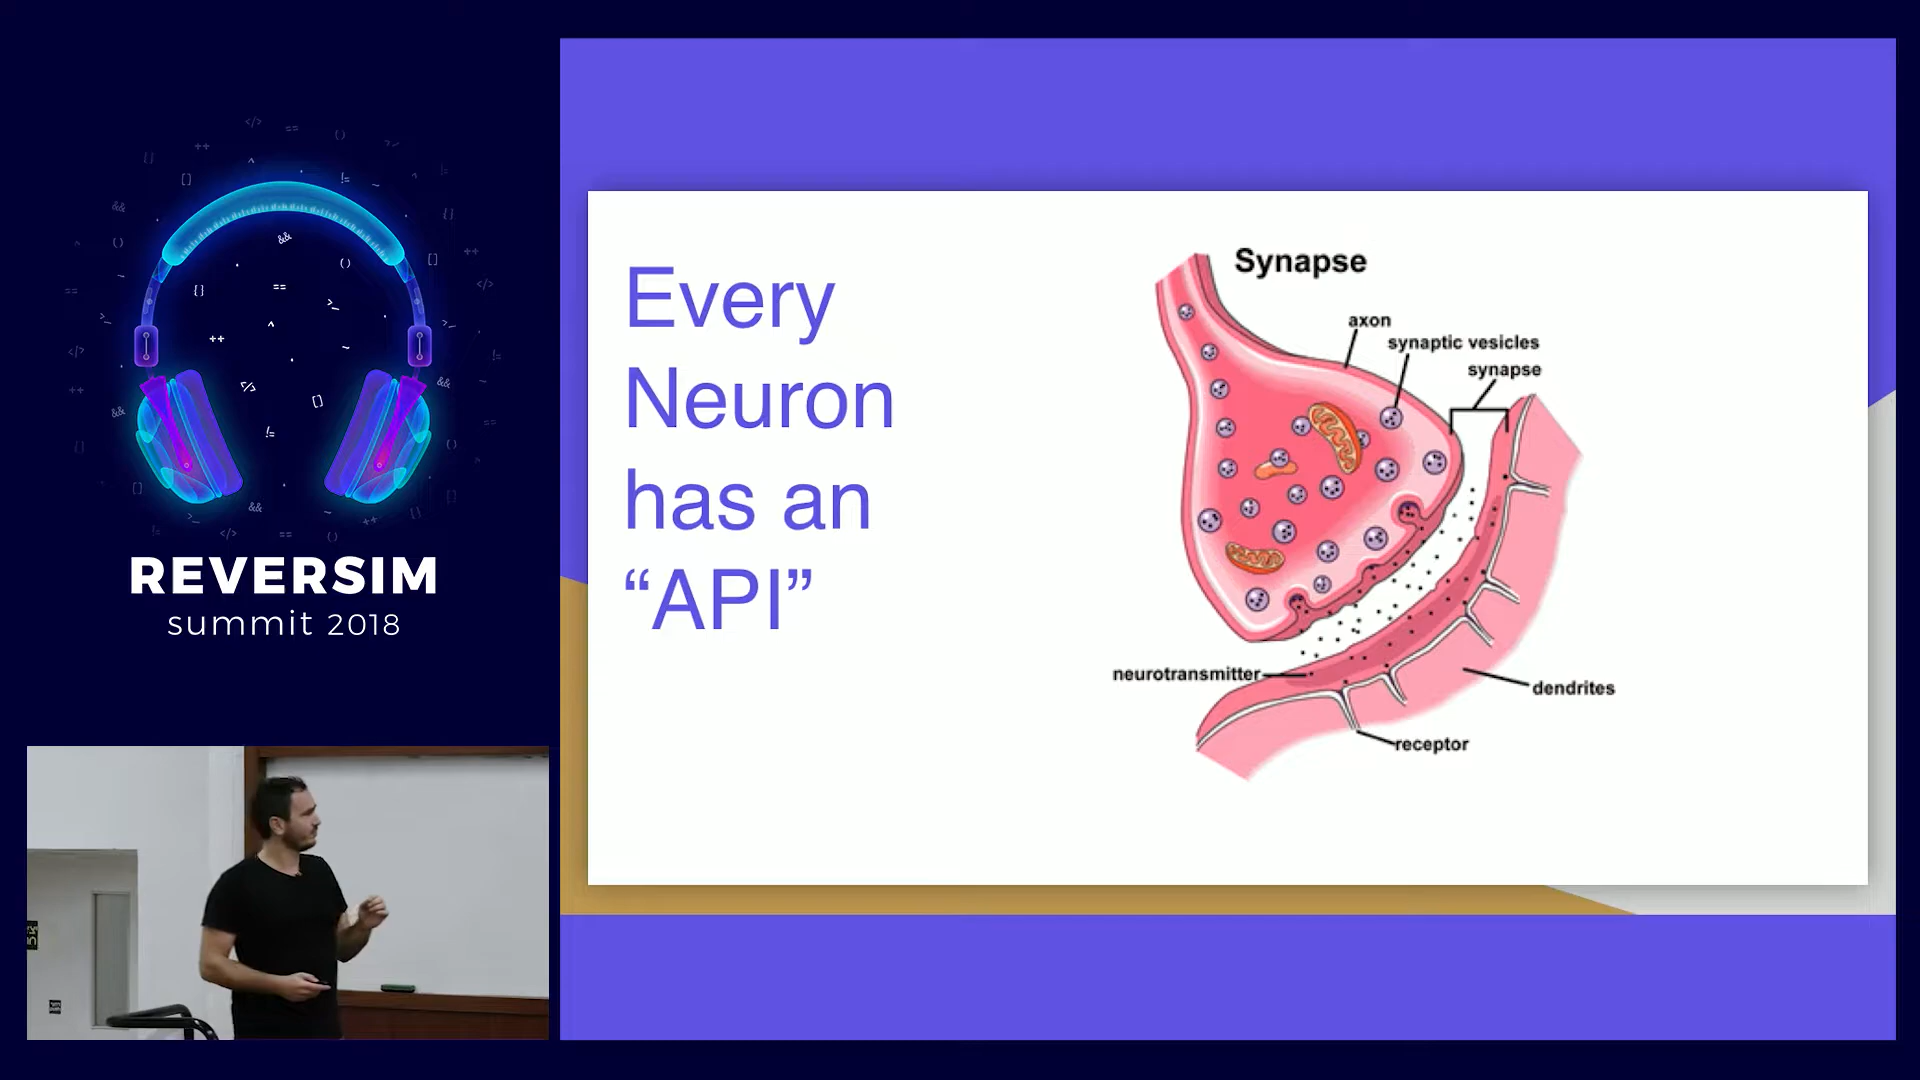 REVERSIM
summit 2018
Every
Neuron
has an
“API”
Synapse
axon
synaptic vesicles
synapse
neurotransmitter
dendrites
receptor